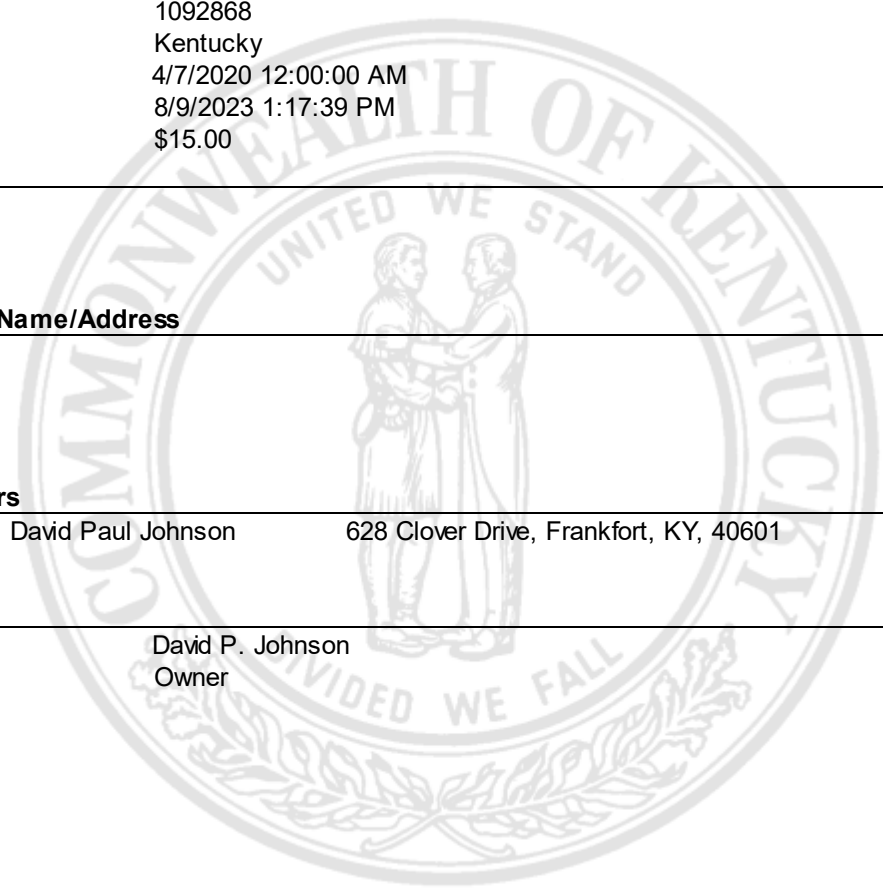 1092868
Kentucky
4/7/2020 12:00:00 AM
8/9/2023 1:17:39 PM
$15.00
COMMONWEALTH OF KENTUCKY
UNITED WE STAND
Name/Address
rs
David Paul Johnson 628 Clover Drive, Frankfort, KY, 40601
David P. Johnson
Owner
DIVIDED WE FALL